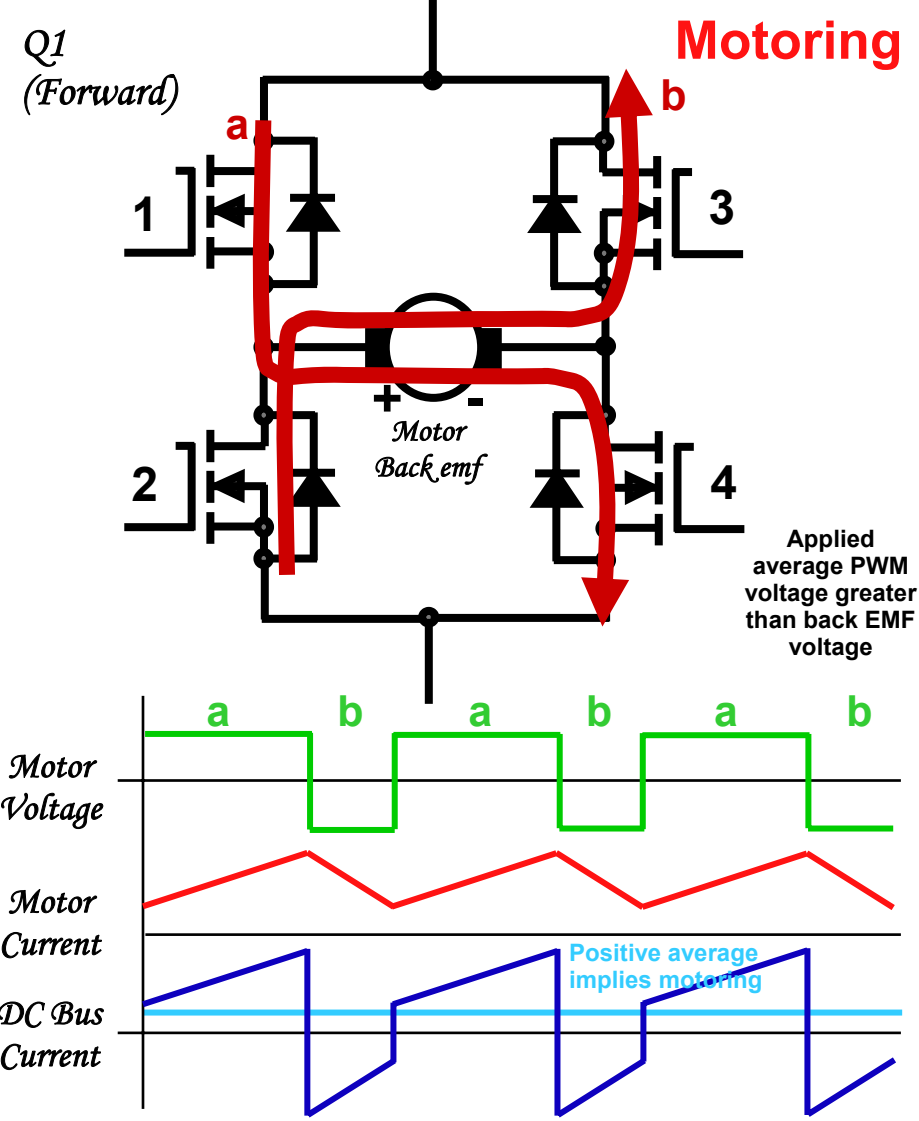 Q1
(Forward)
Motoring
a
b
1
3
+
-
Motor
Back emf
2
4
Applied
average PWM
voltage greater
than back EMF
voltage
a
b
a
b
a
b
Motor
Voltage
Motor
Current
Positive average
implies motoring
DC Bus
Current